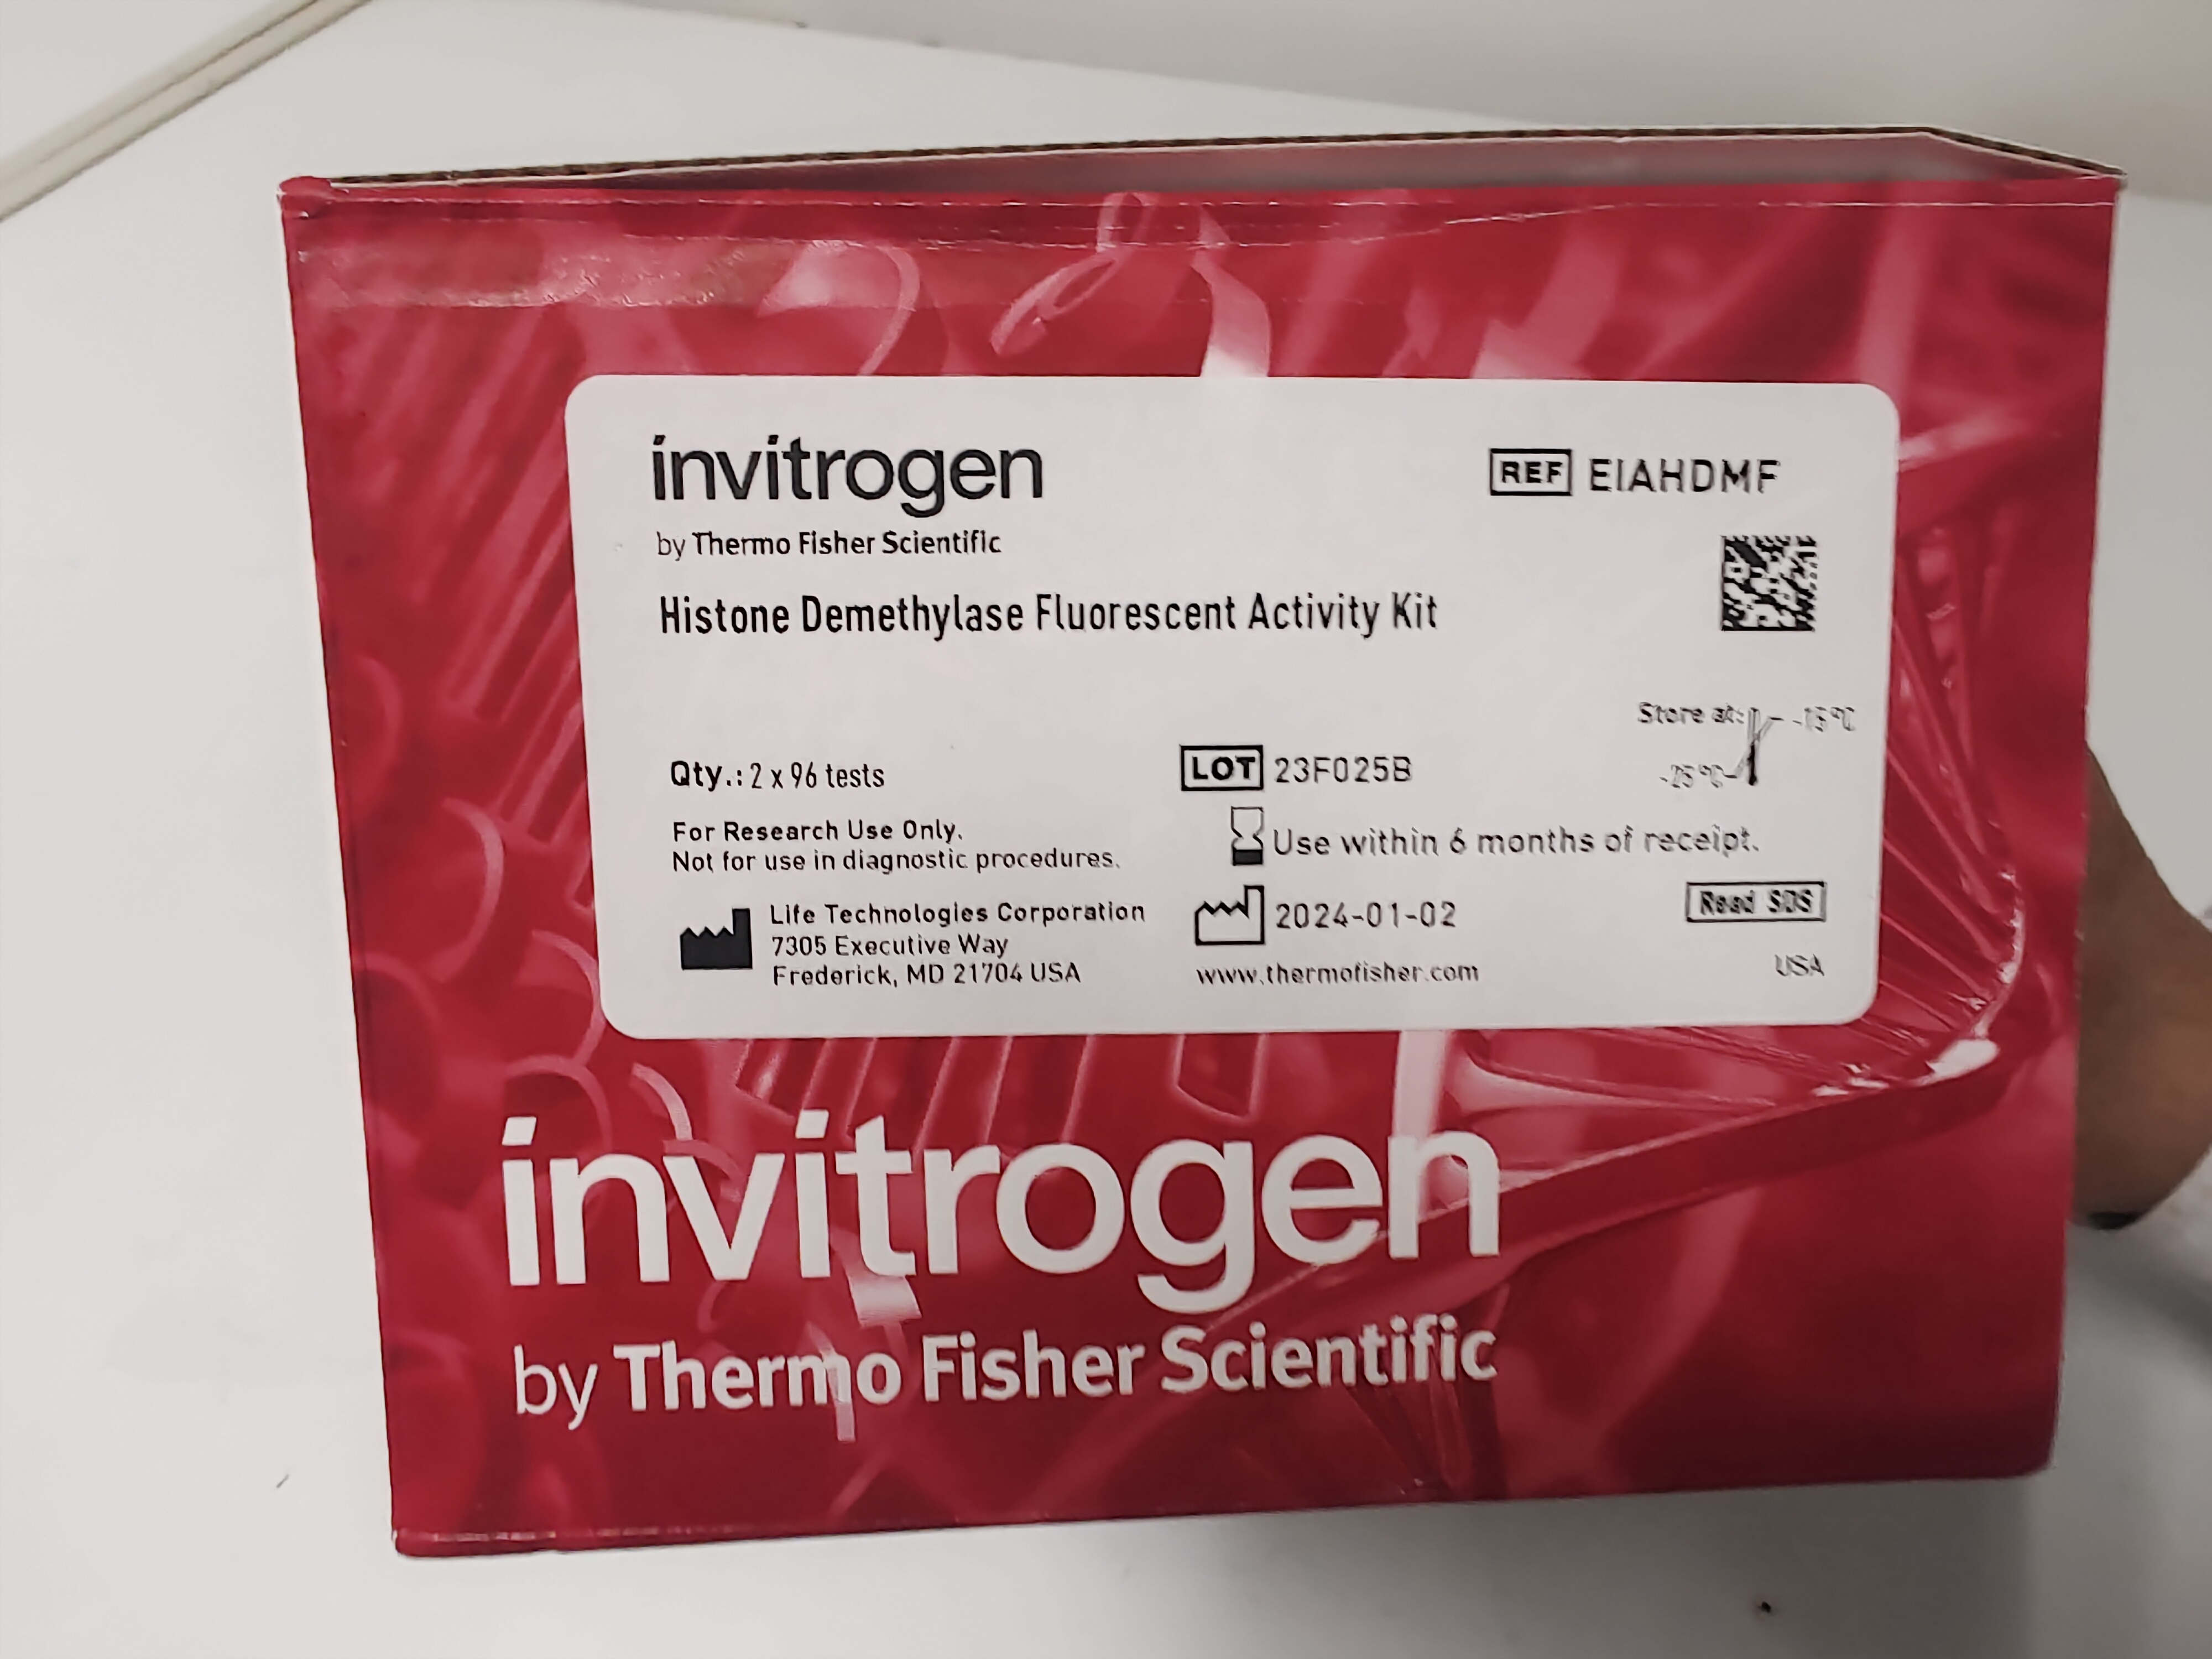 invitrogen
by Thermo Fisher Scientific
REF EIAHDMF
Histone Demethylase Fluorescent Activity Kit
Store at: -15°C
-25°C
Qty.: 2 x 96 tests
LOT 23F025B
For Research Use Only.
Not for use in diagnostic procedures.
Use within 6 months of receipt.
Life Technologies Corporation
7305 Executive Way
Frederick, MD 21704 USA
2024-01-02
www.thermofisher.com
Read SDS
USA
invitrogen
by Thermo Fisher Scientific